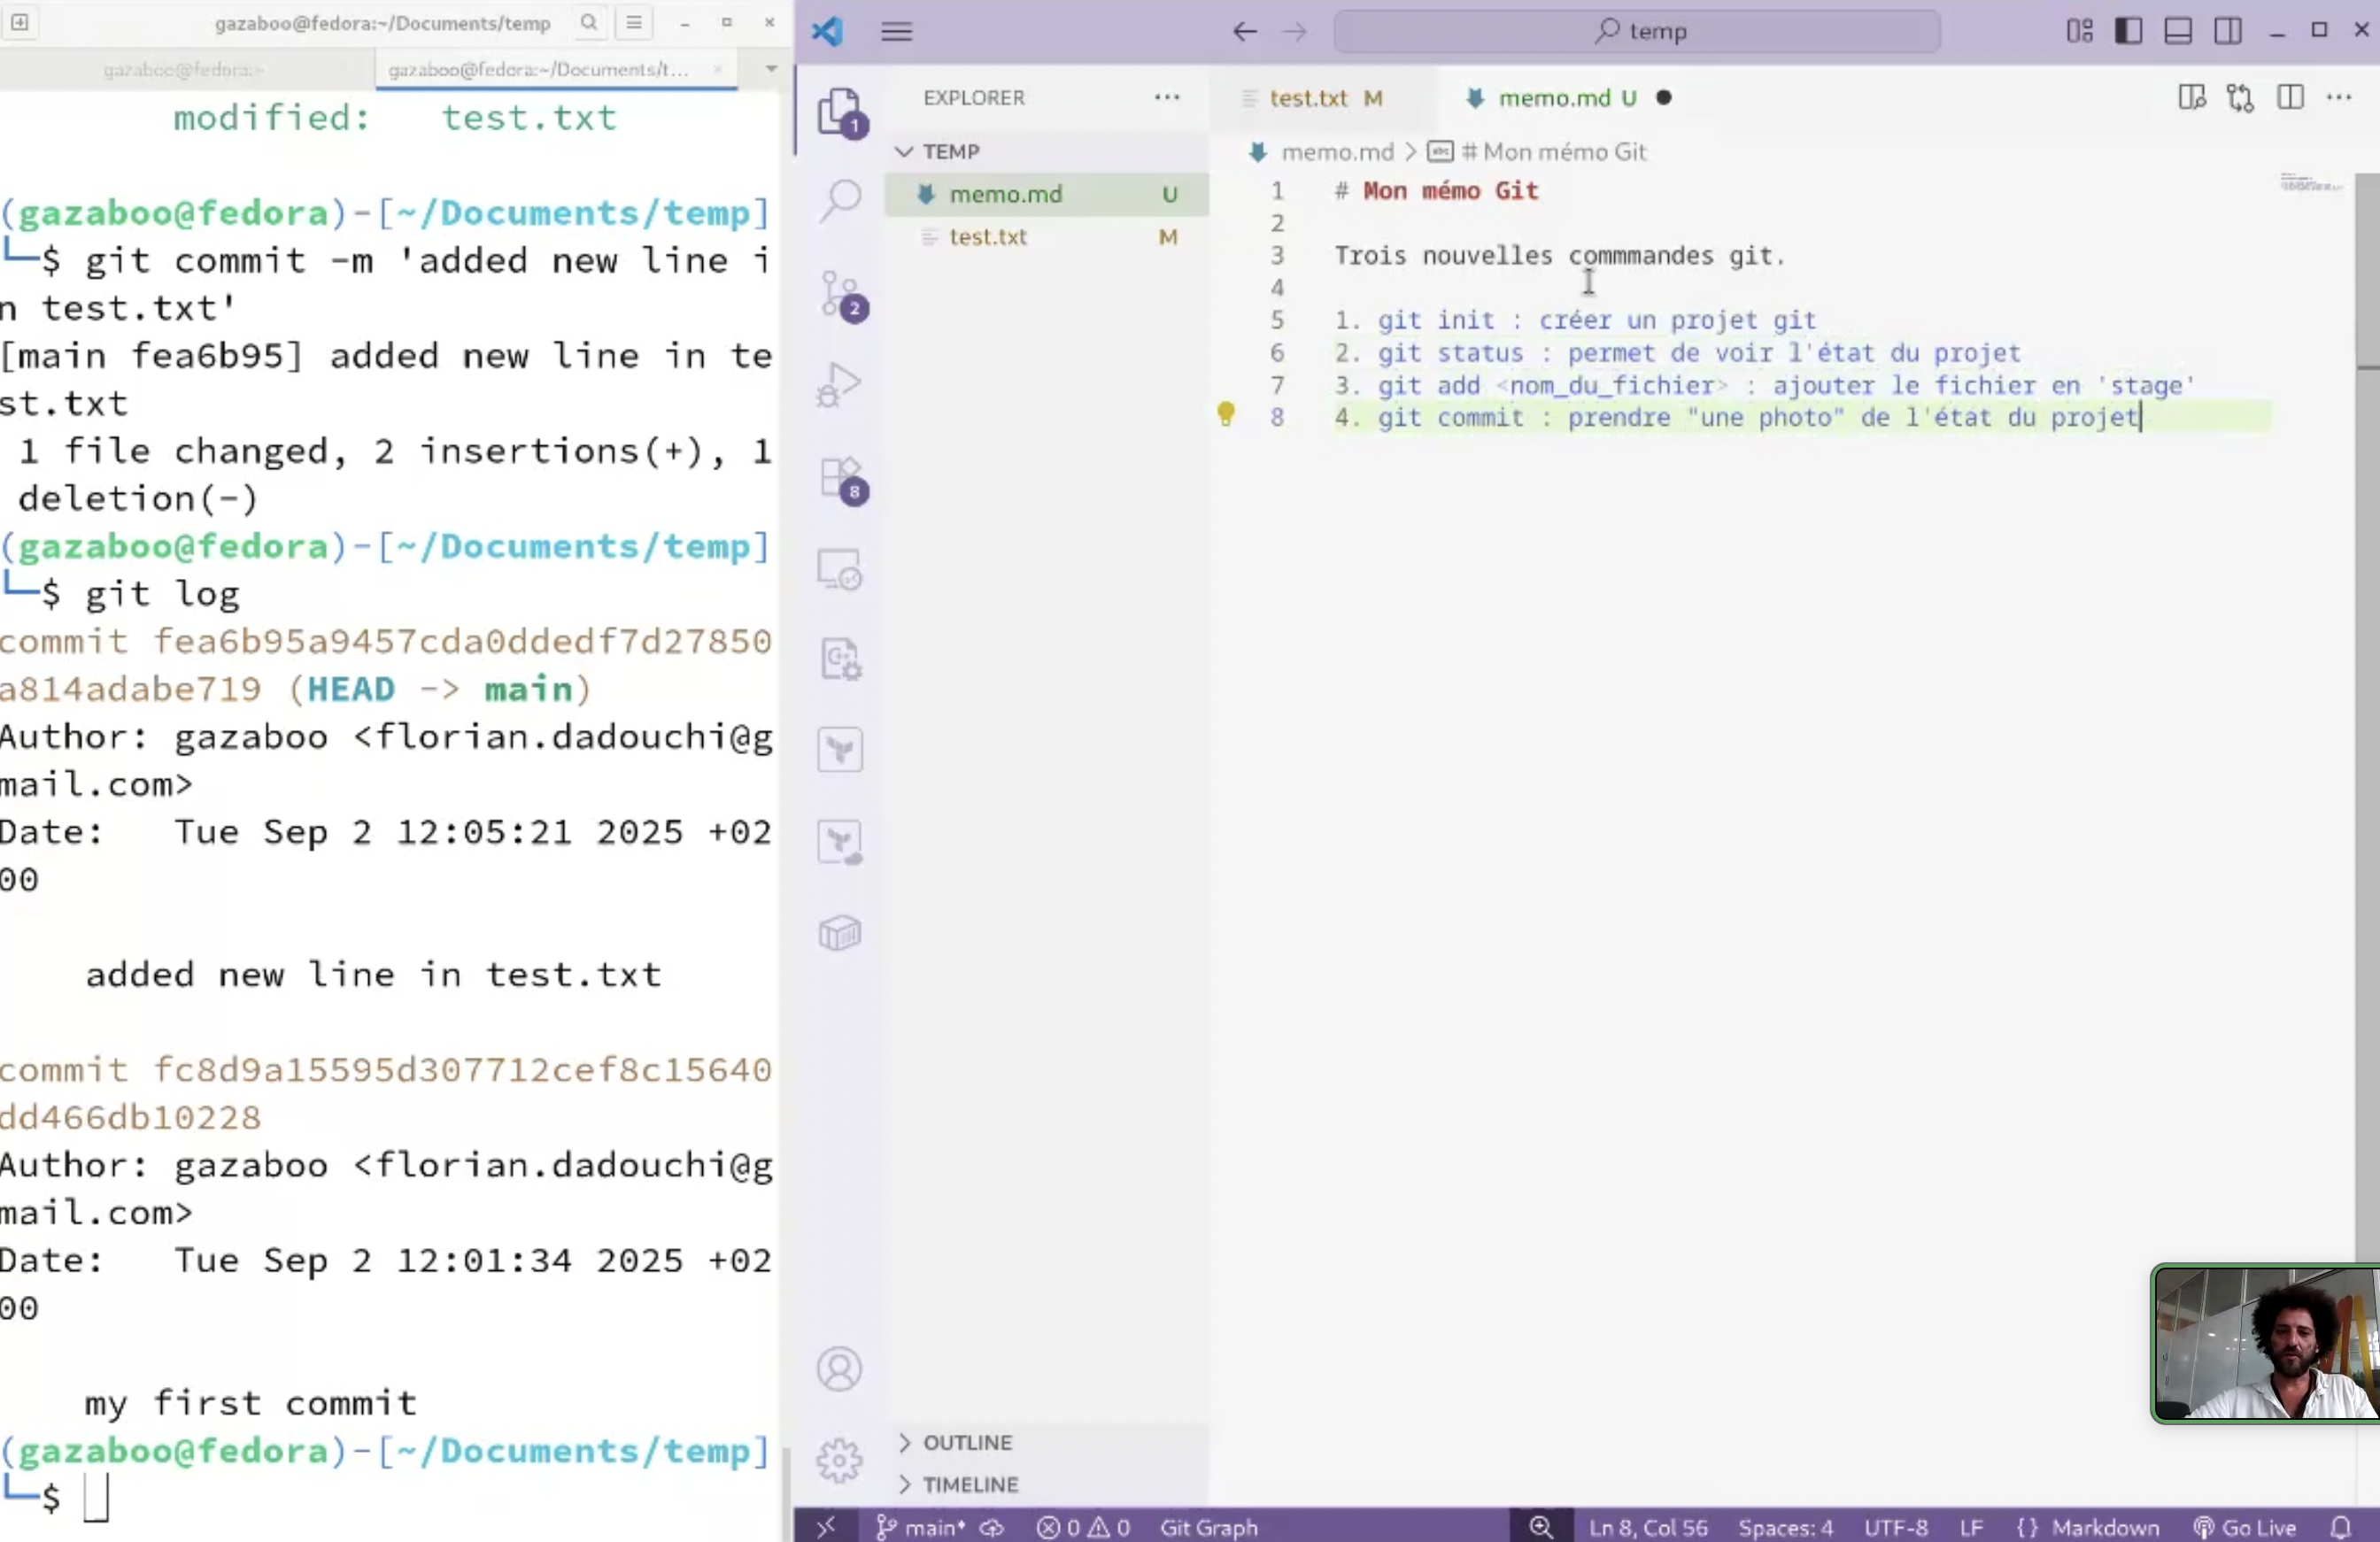 gazaboo@fedora:~/Documents/temp
gazaboo@fedora:~
gazaboo@fedora:~/Documents/t...
modified:   test.txt
(gazaboo@fedora)-[~/Documents/temp]
└─$ git commit -m 'added new line i
n test.txt'
[main fea6b95] added new line in te
st.txt
1 file changed, 2 insertions(+), 1
deletion(-)
(gazaboo@fedora)-[~/Documents/temp]
└─$ git log
commit fea6b95a9457cda0ddedf7d27850
a814adabe719 (HEAD -> main)
Author: gazaboo <florian.dadouchi@g
mail.com>
Date:   Tue Sep 2 12:05:21 2025 +02
00
added new line in test.txt
commit fc8d9a15595d307712cef8c15640
dd466db10228
Author: gazaboo <florian.dadouchi@g
mail.com>
Date:   Tue Sep 2 12:01:34 2025 +02
00
my first commit
(gazaboo@fedora)-[~/Documents/temp]
└─$
temp
1
2
8
EXPLORER
TEMP
memo.md U
test.txt M
OUTLINE
TIMELINE
test.txt M
memo.md U
memo.md > # Mon mémo Git
1 # Mon mémo Git
2
3 Trois nouvelles commmandes git.
4
5 1. git init : créer un projet git
6 2. git status : permet de voir l'état du projet
7 3. git add <nom_du_fichier> : ajouter le fichier en 'stage'
8 4. git commit : prendre "une photo" de l'état du projet
main* 0 0 Git Graph Ln 8, Col 56 Spaces: 4 UTF-8 LF {} Markdown Go Live